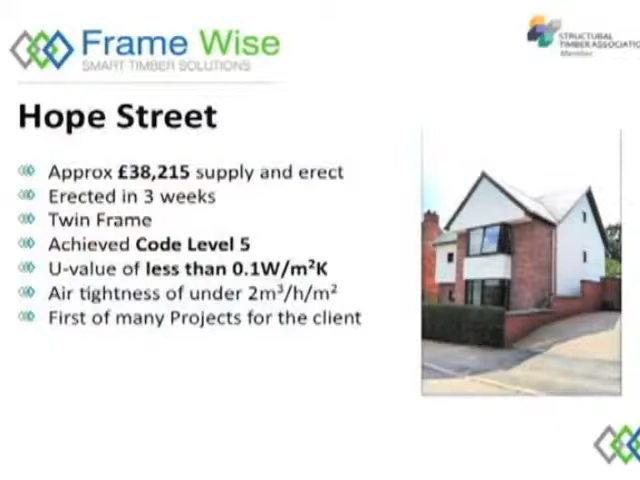 Frame Wise
SMART TIMBER SOLUTIONS
STRUCTURAL
TIMBER ASSOCIATIO
Member
Hope Street
Approx £38,215 supply and erect
Erected in 3 weeks
Twin Frame
Achieved Code Level 5
U-value of less than 0.1W/m²K
Air tightness of under 2m³/h/m²
First of many Projects for the client